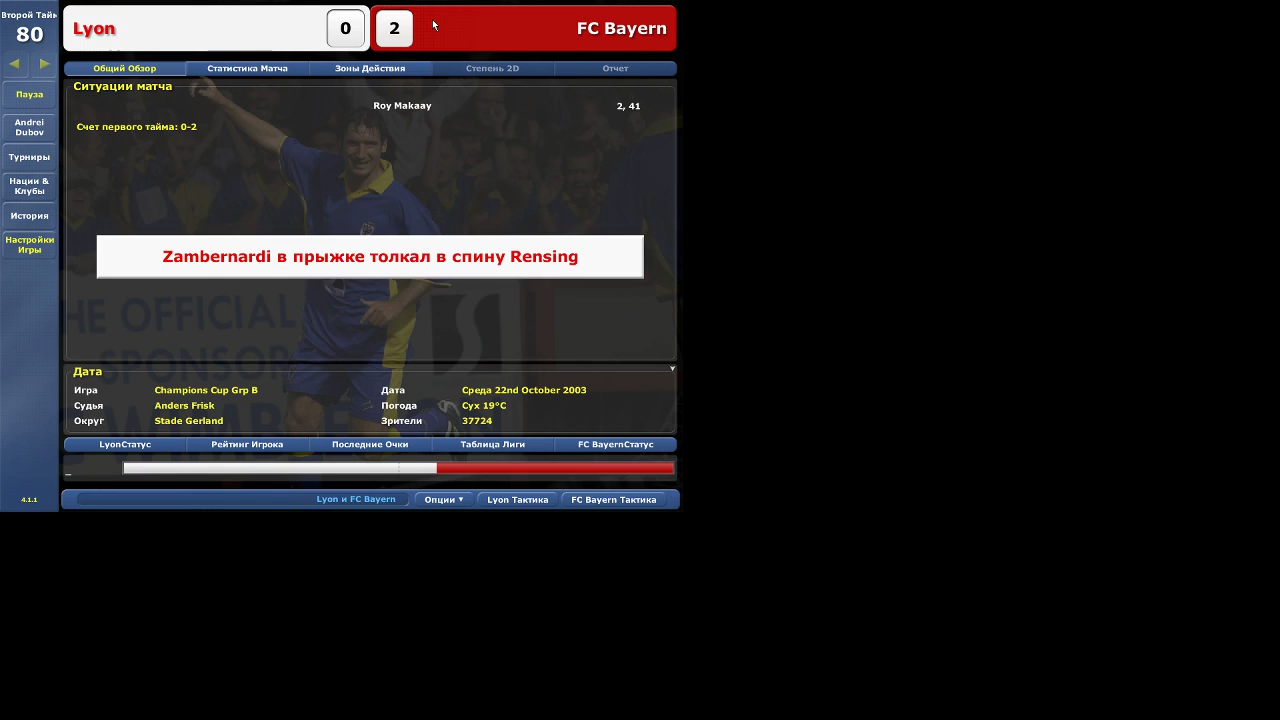 Второй Тайм
80
Lyon 0 2 FC Bayern
Общий Обзор Статистика Матча Зоны Действия Степень 2D Отчет
Ситуации матча
Пауза
Roy Makaay 2, 41
Счет первого тайма: 0-2
Andrei
Dubov
Турниры
Нации &
Клубы
История
Настройки
Игры
Zambernardi в прыжке толкал в спину Rensing
THE OFFICIAL
SPONSOR
Дата
Игра Champions Cup Grp B Дата Среда 22nd October 2003
Судья Anders Frisk Погода Сух 19°C
Округ Stade Gerland Зрители 37724
LyonСтатус Рейтинг Игрока Последние Очки Таблица Лиги FC BayernСтатус
4.1.1
Lyon и FC Bayern Опции Lyon Тактика FC Bayern Тактика